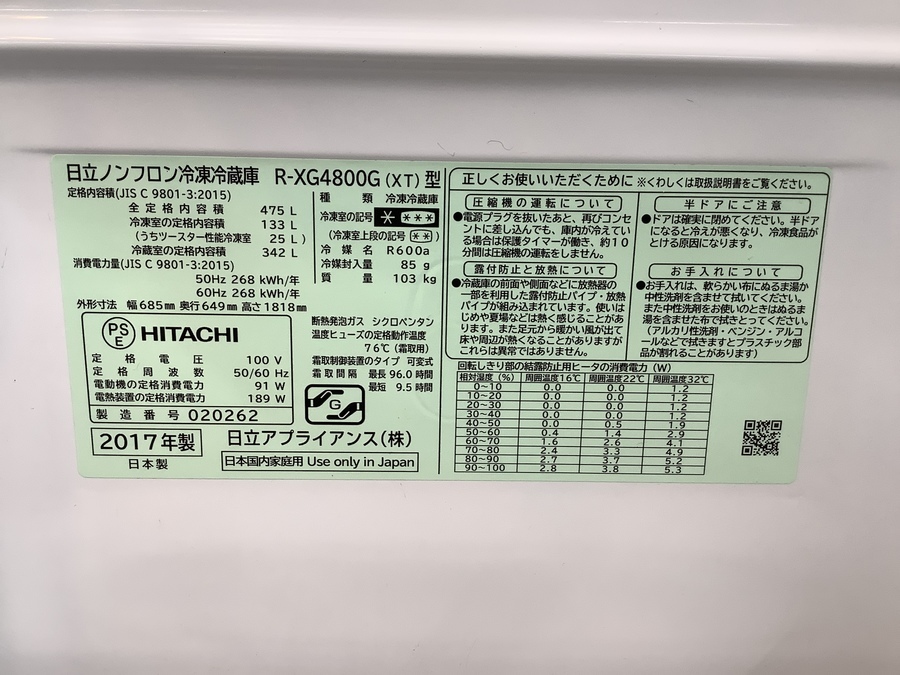 日立ノンフロン冷凍冷蔵庫 R-XG4800G (XT) 型
定格内容積(JIS C 9801-3:2015)
全定格内容積 475 L
冷凍室の定格内容積 133 L
(うちツースター性能冷凍室 25 L)
冷蔵室の定格内容積 342 L
消費電力量(JIS C 9801-3:2015)
50Hz 268 kWh/年
60Hz 268 kWh/年
外形寸法 幅 685mm 奥行 649mm 高さ 1818mm
種類 冷凍冷蔵庫
冷凍室の記号 * ***
(冷凍室上段の記号 **)
冷媒名 R600a
冷媒封入量 85 g
質量 103 kg
PS
E
HITACHI
定格電圧 100 V
定格周波数 50/60 Hz
電動機の定格消費電力 91 W
電熱装置の定格消費電力 189 W
製造番号 020262
断熱発泡ガス シクロペンタン
温度ヒューズの定格動作温度
76℃ (霜取用)
霜取制御装置のタイプ 可変式
霜取間隔 最長 96.0 時間
最短 9.5 時間
G
2017年製
日本製
日立アプライアンス(株)
日本国内家庭用 Use only in Japan
正しくお使いいただくために ※くわしくは取扱説明書をご覧ください。
圧縮機の運転について
●電源プラグを抜いたあと、再びコンセ
ントに差し込んでも、庫内が冷えてい
る場合は保護タイマーが働き、約10
分間は圧縮機の運転をしません。
露付防止と放熱について
●冷蔵庫の前面や側面などに放熱器の
一部を利用した露付防止パイプ・放熱
パイプが組み込まれています。使いは
じめや夏場などは熱く感じることがあ
ります。また足元から暖かい風が出て
床や周辺が熱くなることがありますが
これらは異常ではありません。
半ドアにご注意
●ドアは確実に閉めてください。半ドア
になると冷えが悪くなり、冷凍食品が
とける原因になります。
お手入れについて
●お手入れは、軟らかい布にぬるま湯か
中性洗剤を含ませて拭いてください。
また中性洗剤をお使いのときはぬるま
湯を含ませた布で拭きとってください。
(アルカリ性洗剤・ベンジン・アルコ
ールなどで拭きますとプラスチック部
品が割れることがあります)
回転しきり部の結露防止用ヒータの消費電力 (W)
相対湿度 (%) 周囲温度16℃ 周囲温度22℃ 周囲温度32℃
0~10 0.0 0.0 1.2
10~20 0.0 0.0 1.2
20~30 0.0 0.0 1.2
30~40 0.0 0.0 1.2
40~50 0.0 0.5 1.9
50~60 0.4 1.4 2.9
60~70 1.6 2.6 4.1
70~80 2.4 3.3 4.9
80~90 2.7 3.7 5.2
90~100 2.8 3.8 5.3